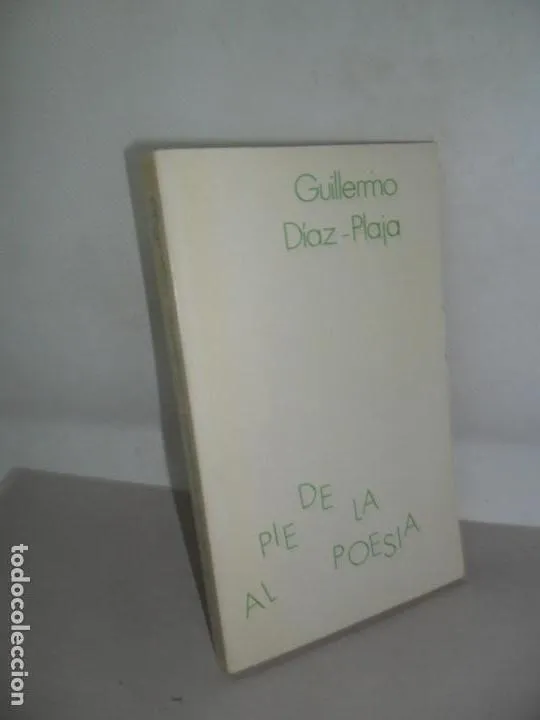 Guillermo
Díaz-Plaja
AL PIE DE LA POESIA
todocoleccion